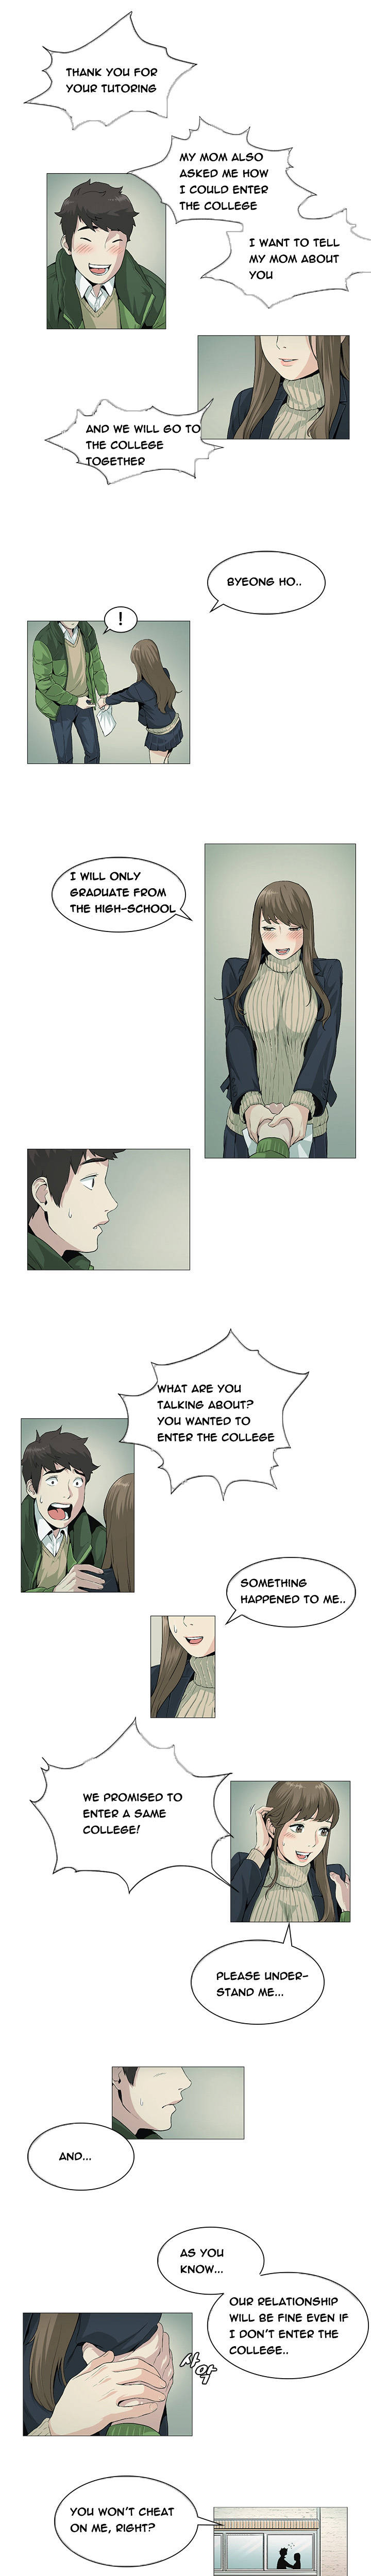 THANK YOU FOR
YOUR TUTORING
MY MOM ALSO
ASKED ME HOW
I COULD ENTER
THE COLLEGE
I WANT TO TELL
MY MOM ABOUT
YOU
AND WE WILL GO TO
THE COLLEGE
TOGETHER
BYEONG HO..
!
I WILL ONLY
GRADUATE FROM
THE HIGH-SCHOOL
WHAT ARE YOU
TALKING ABOUT?
YOU WANTED TO
ENTER THE COLLEGE
SOMETHING
HAPPENED TO ME..
WE PROMISED TO
ENTER A SAME
COLLEGE!
PLEASE UNDER-
STAND ME...
AND...
AS YOU
KNOW...
OUR RELATIONSHIP
WILL BE FINE EVEN IF
I DON'T ENTER THE
COLLEGE..
사악
YOU WON'T CHEAT
ON ME, RIGHT?